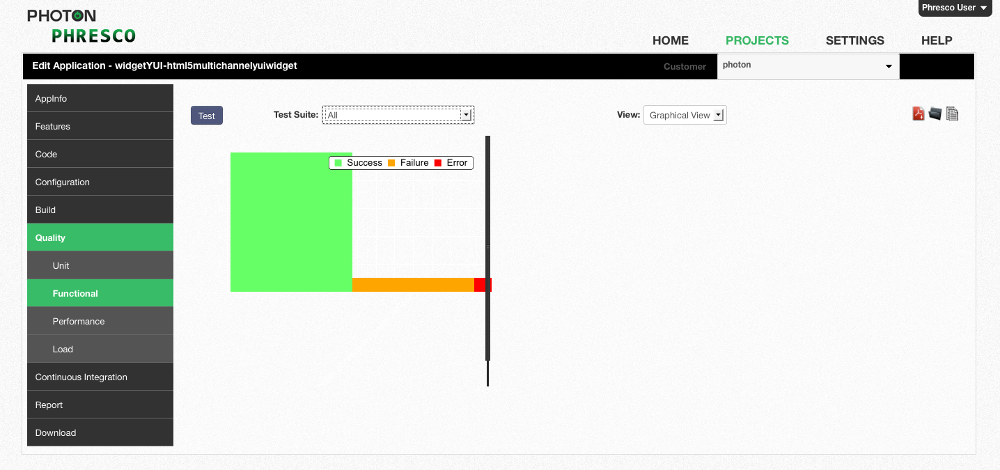 Phresco User
PHOTON
PHRESCO
HOME PROJECTS SETTINGS HELP
Edit Application - widgetYUI-html5multichannelyuiwidget
Customer photon
AppInfo
Test Test Suite: All View: Graphical View
Features
Code
Success Failure Error
Configuration
Build
Quality
Unit
Functional
Performance
Load
Continuous Integration
Report
Download